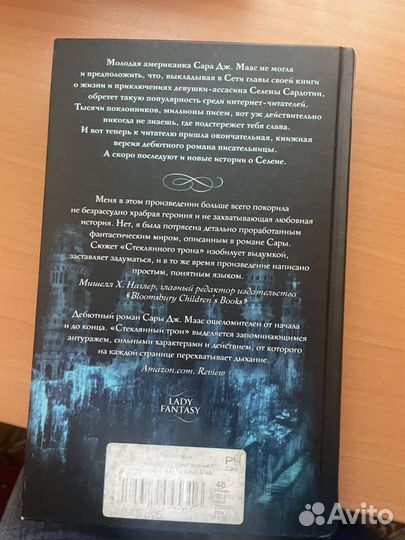 Молодая американка Сара Дж. Маас не могла
и предположить, что, выкладывая в Сети главы своей книги
о жизни и приключениях девушки-ассасина Селены Сардотин,
обретет такую популярность среди интернет-читателей.
Тысячи поклонников, миллионы писем, вот уж действительно
никогда не знаешь, где подстережет тебя слава.
И вот теперь к читателю пришла окончательная, книжная
версия дебютного романа писательницы.
А скоро последуют и новые истории о Селене.
Меня в этом произведении больше всего покорила
не безрассудно храбрая героиня и не захватывающая любовная
история. Нет, я была потрясена детально проработанным
фантастическим миром, описанным в романе Сары.
Сюжет «Стеклянного трона» изобилует выдумкой,
заставляет задуматься, и в то же время произведение написано
простым, понятным языком.
Мишелл Х. Наглер, главный редактор издательства
«Bloomsbury Children's Books»
Дебютный роман Сары Дж. Маас ошеломителен от начала
и до конца. «Стеклянный трон» выделяется запоминающимся
антуражем, сильными характерами и действием, от которого
на каждой странице перехватывает дыхание.
Amazon.com. Review
LADY
FANTASY
РЧ
46
Avito